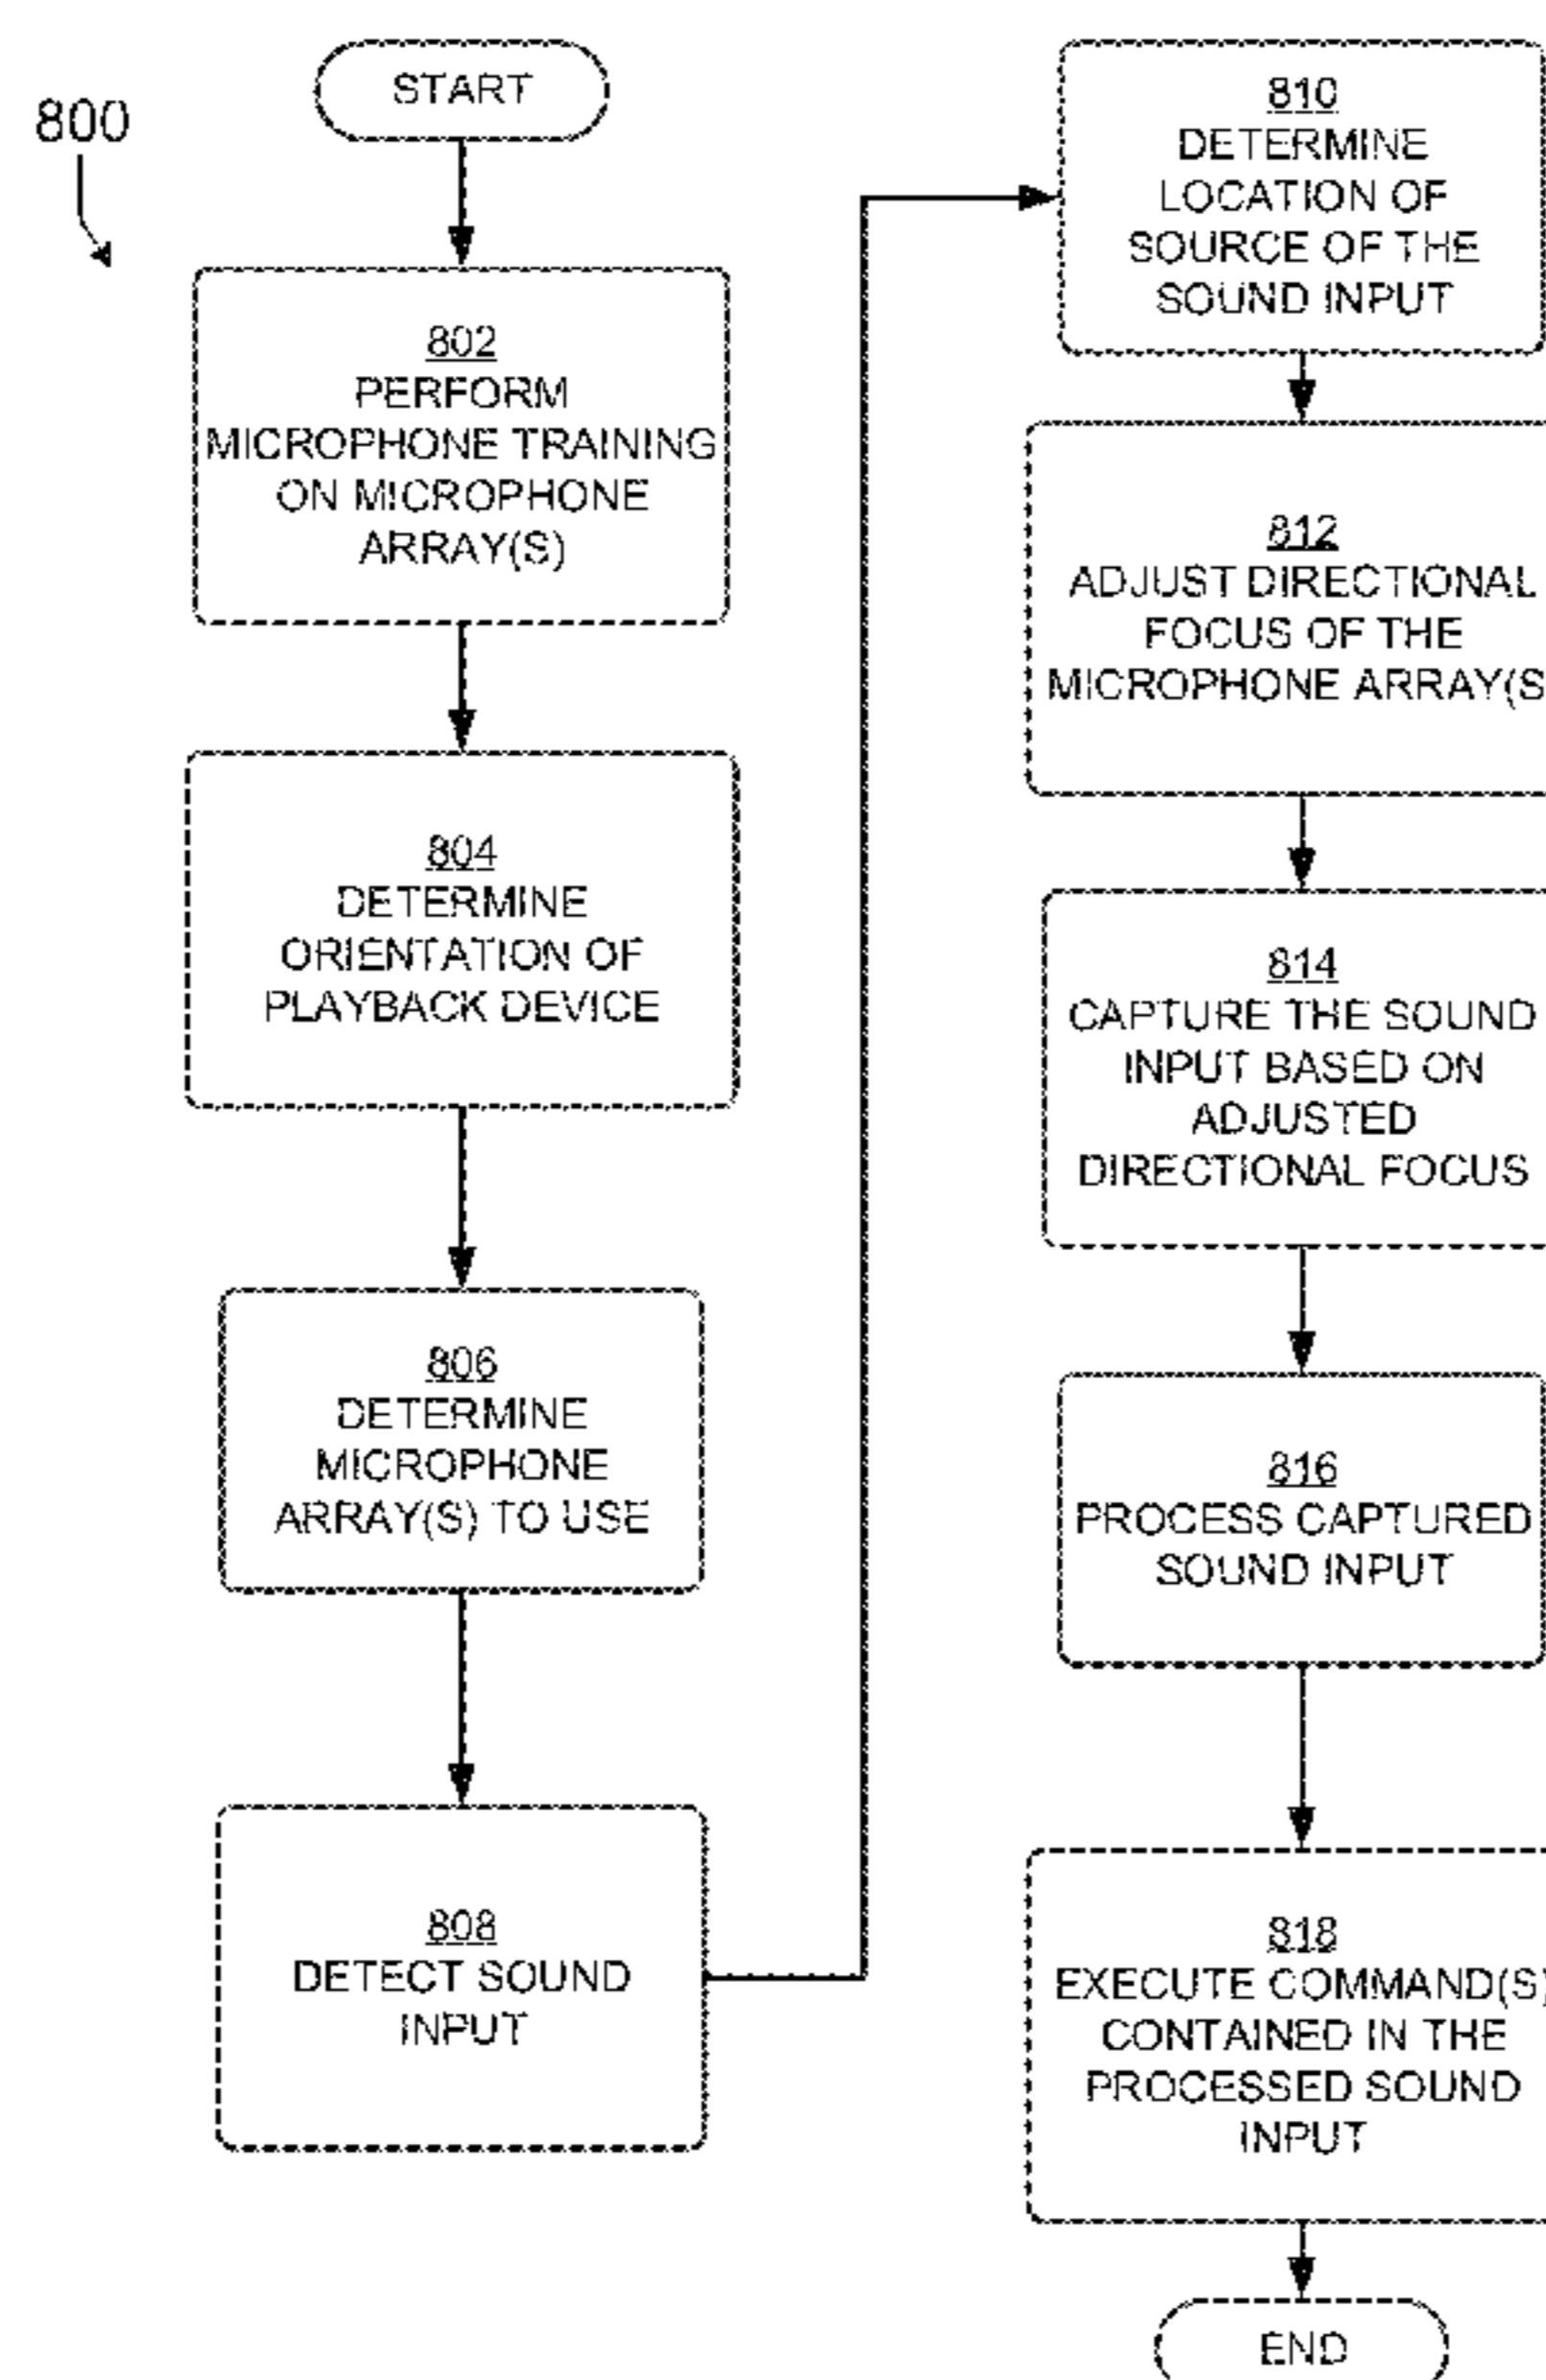 800
START
802
PERFORM
MICROPHONE TRAINING
ON MICROPHONE
ARRAY(S)
804
DETERMINE
ORIENTATION OF
PLAYBACK DEVICE
806
DETERMINE
MICROPHONE
ARRAY(S) TO USE
808
DETECT SOUND
INPUT
810
DETERMINE
LOCATION OF
SOURCE OF THE
SOUND INPUT
812
ADJUST DIRECTIONAL
FOCUS OF THE
MICROPHONE ARRAY(S
814
CAPTURE THE SOUND
INPUT BASED ON
ADJUSTED
DIRECTIONAL FOCUS
816
PROCESS CAPTURED
SOUND INPUT
818
EXECUTE COMMAND(S)
CONTAINED IN THE
PROCESSED SOUND
INPUT
END